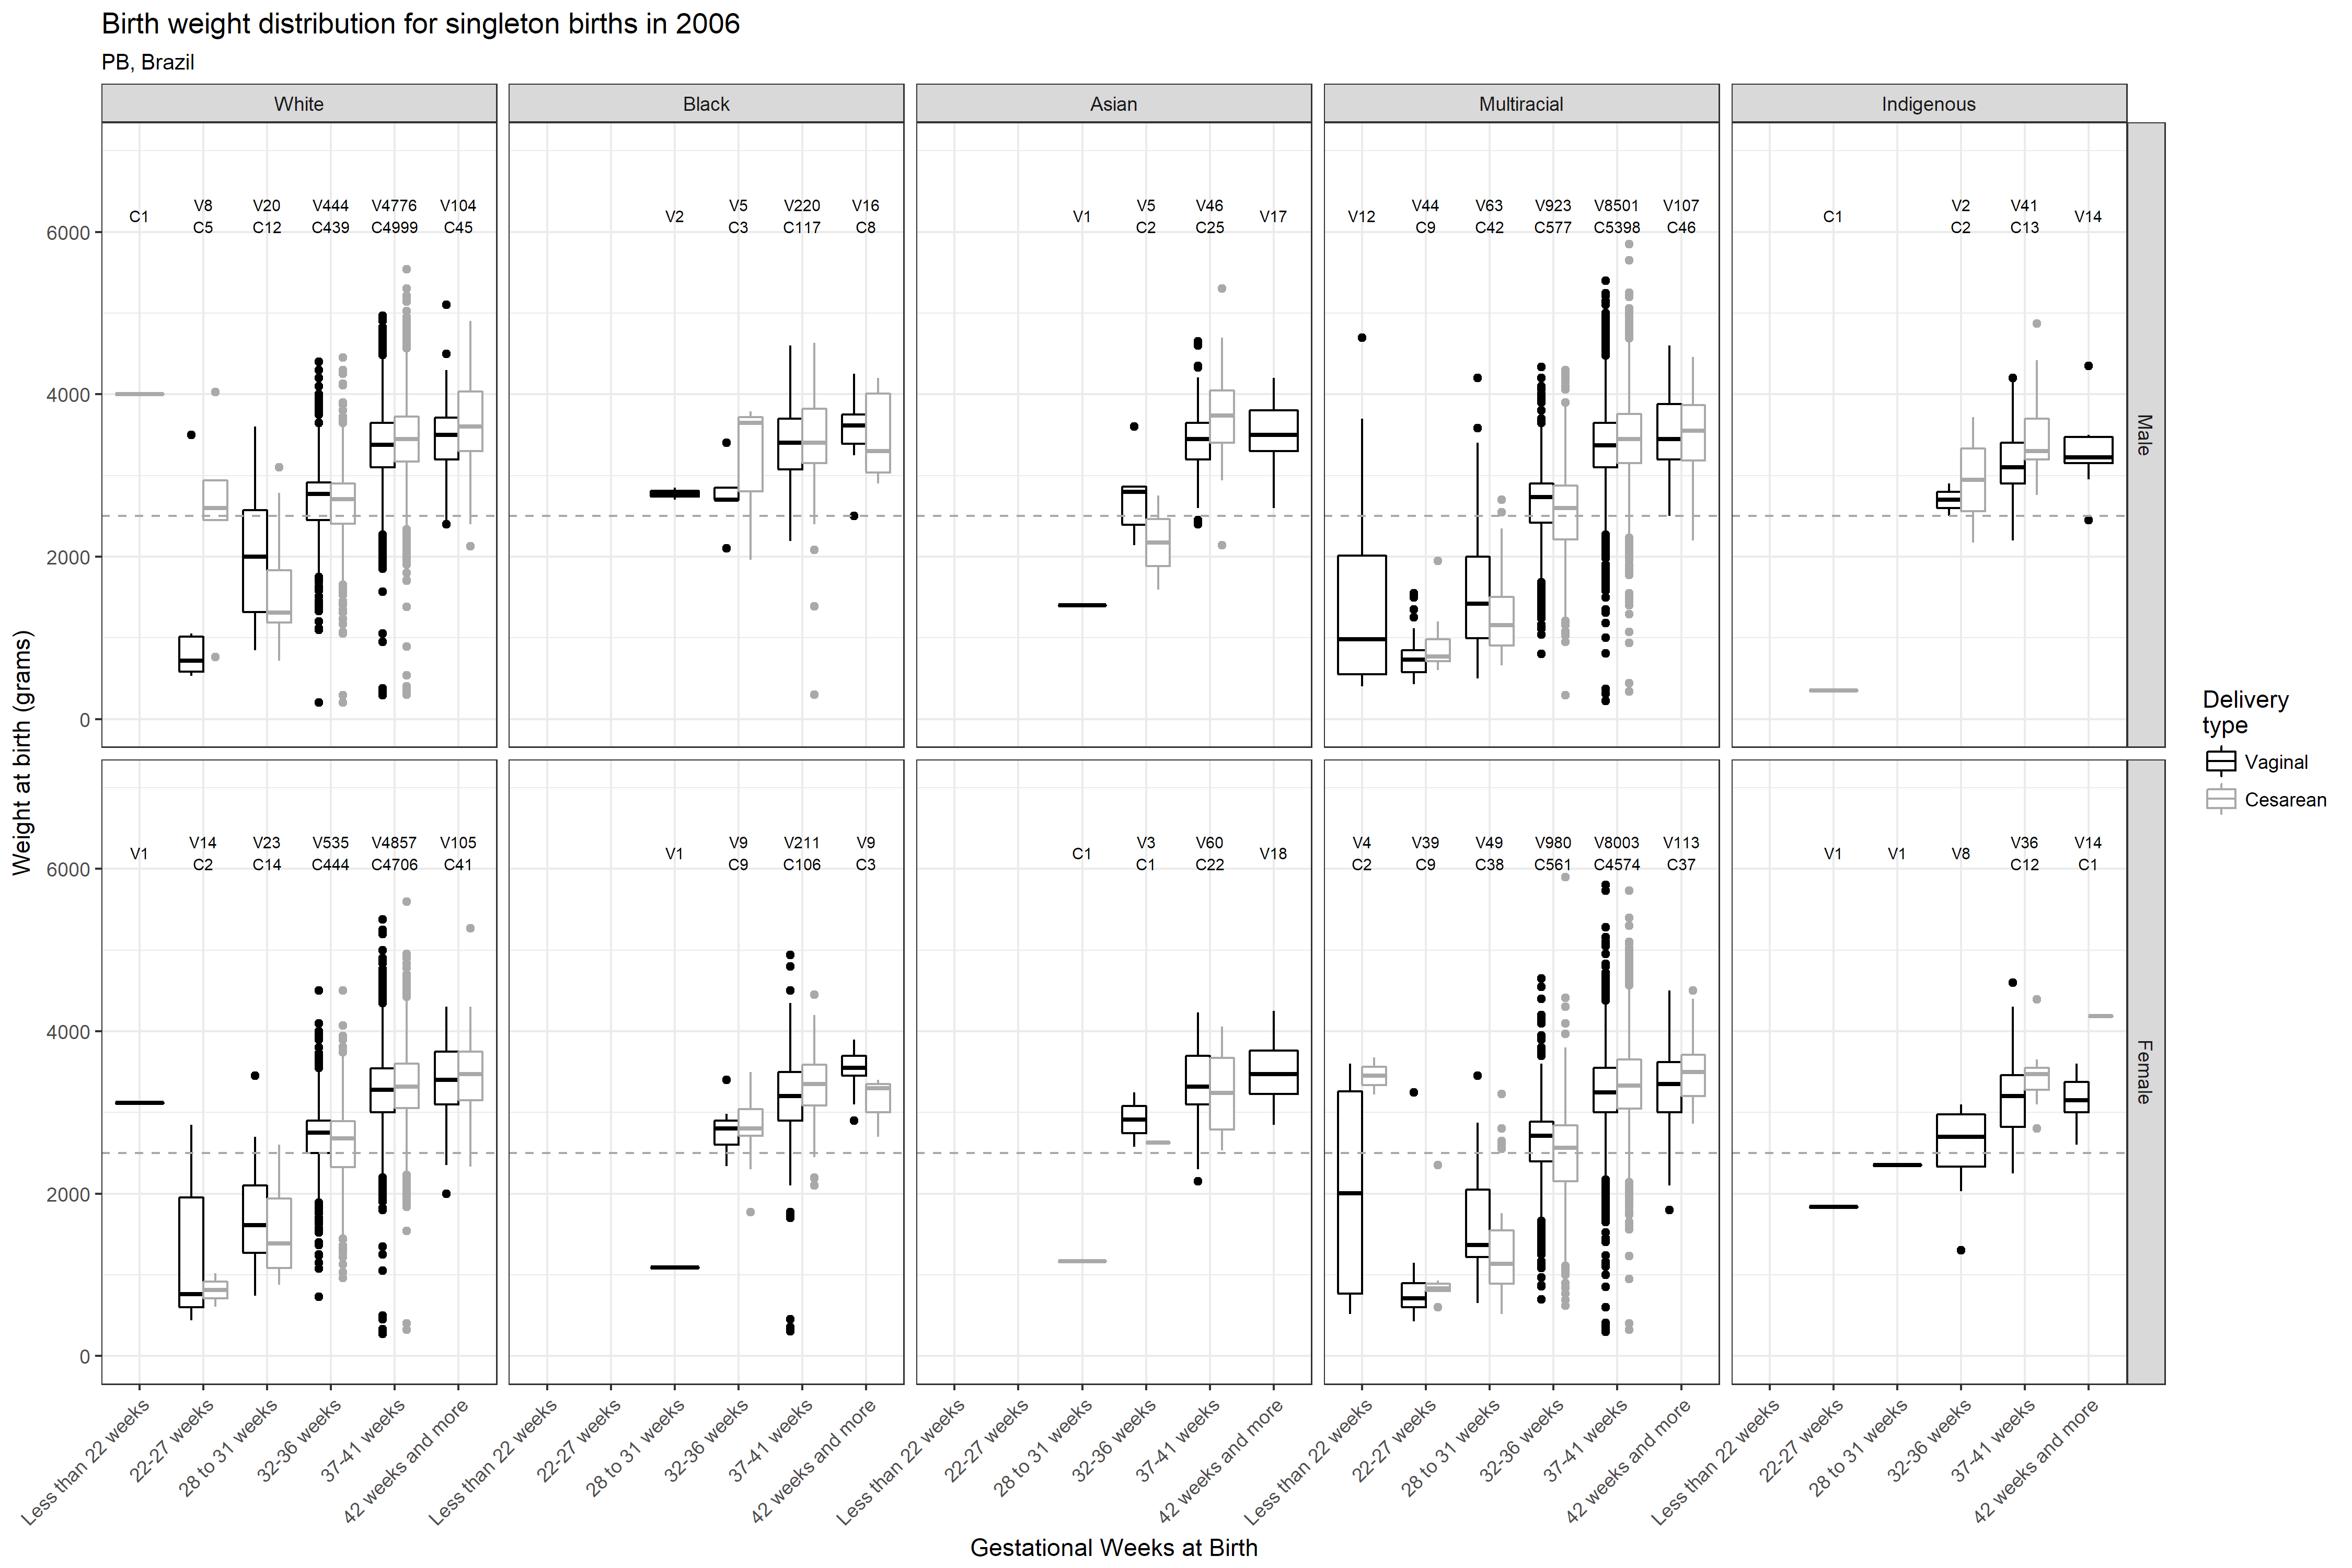 Birth weight distribution for singleton births in 2006
PB, Brazil
White Black Asian Multiracial Indigenous
V8 V20 V444 V4776 V104 V5 V220 V16 V5 V46 V44 V63 V923 V8501 V107 V2 V41
C1 V2 V1 V17 V12 C1 V14
C5 C12 C439 C4999 C45 C3 C117 C8 C2 C25 C9 C42 C577 C5398 C46 C2 C13
6000
4000
2000
0
Male
V14 V23 V535 V4857 V105 V9 V211 V9 V3 V60 V4 V39 V49 V980 V8003 V113 V36 V14
V1 V1 C1 V18 V1 V1 V8
C2 C14 C444 C4706 C41 C9 C106 C3 C1 C22 C2 C9 C38 C561 C4574 C37 C12 C1
6000
4000
2000
0
Female
Weight at birth (grams)
Less than 22 weeks
22-27 weeks
28 to 31 weeks
32-36 weeks
37-41 weeks
42 weeks and more
Less than 22 weeks
22-27 weeks
28 to 31 weeks
32-36 weeks
37-41 weeks
42 weeks and more
Less than 22 weeks
22-27 weeks
28 to 31 weeks
32-36 weeks
37-41 weeks
42 weeks and more
Less than 22 weeks
22-27 weeks
28 to 31 weeks
32-36 weeks
37-41 weeks
42 weeks and more
Less than 22 weeks
22-27 weeks
28 to 31 weeks
32-36 weeks
37-41 weeks
42 weeks and more
Gestational Weeks at Birth
Delivery
type
Vaginal
Cesarean